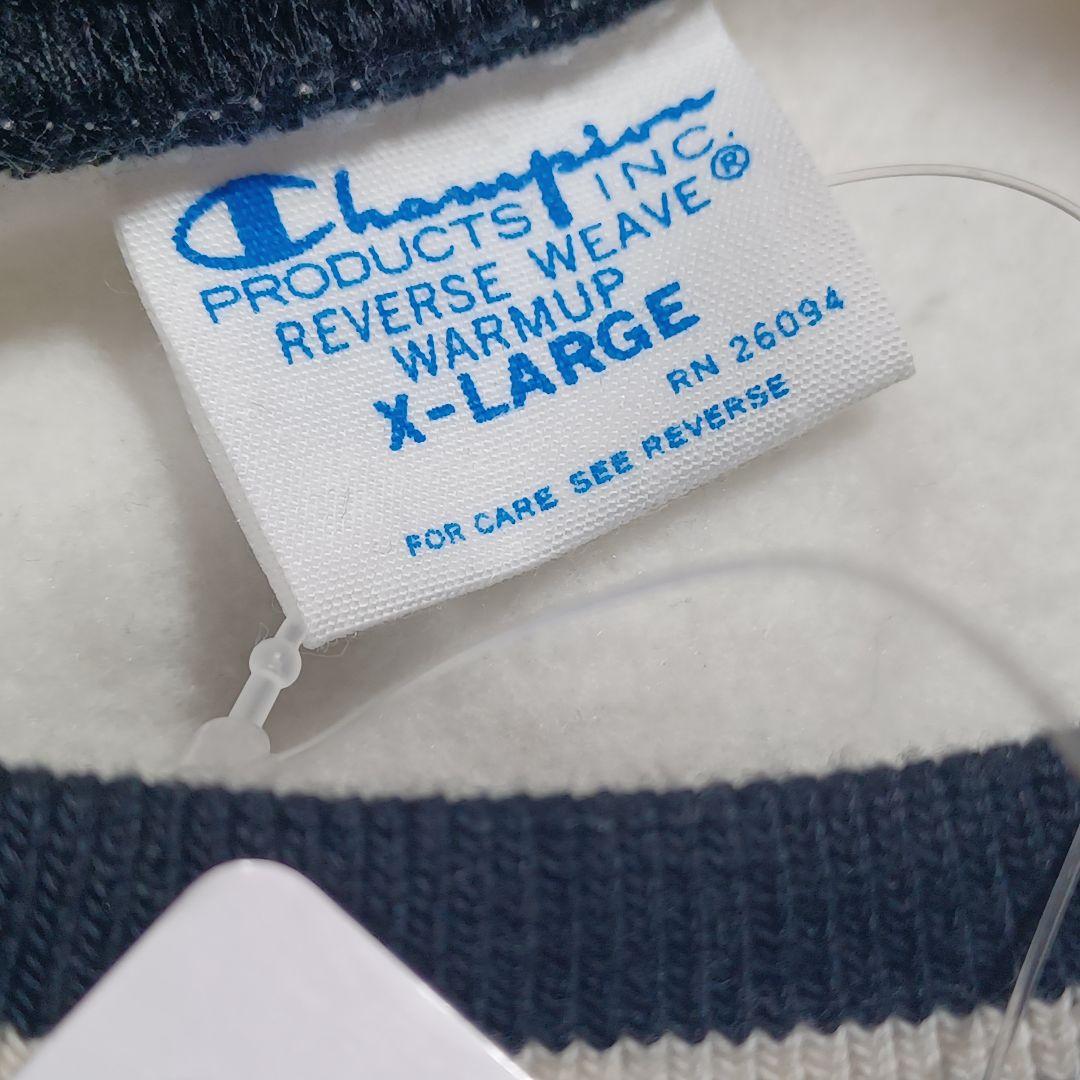 Champion
PRODUCTS INC.
REVERSE WEAVE®
WARMUP
X-LARGE
RN 26094
FOR CARE SEE REVERSE